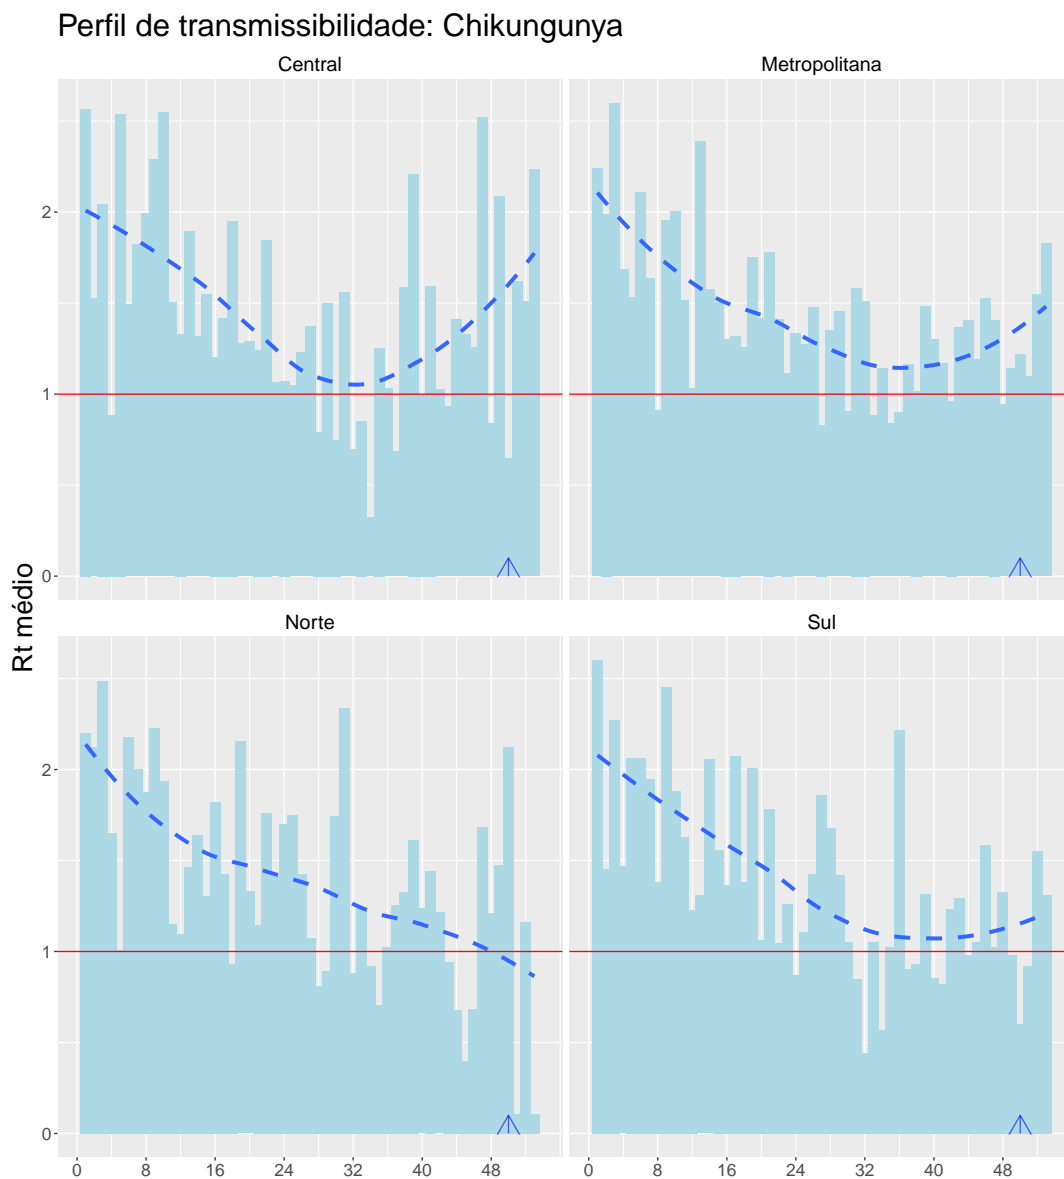 Perfil de transmissibilidade: Chikungunya
Central
Metropolitana
2
1
0
Rt médio
Norte
Sul
2
1
0
0 8 16 24 32 40 48
0 8 16 24 32 40 48